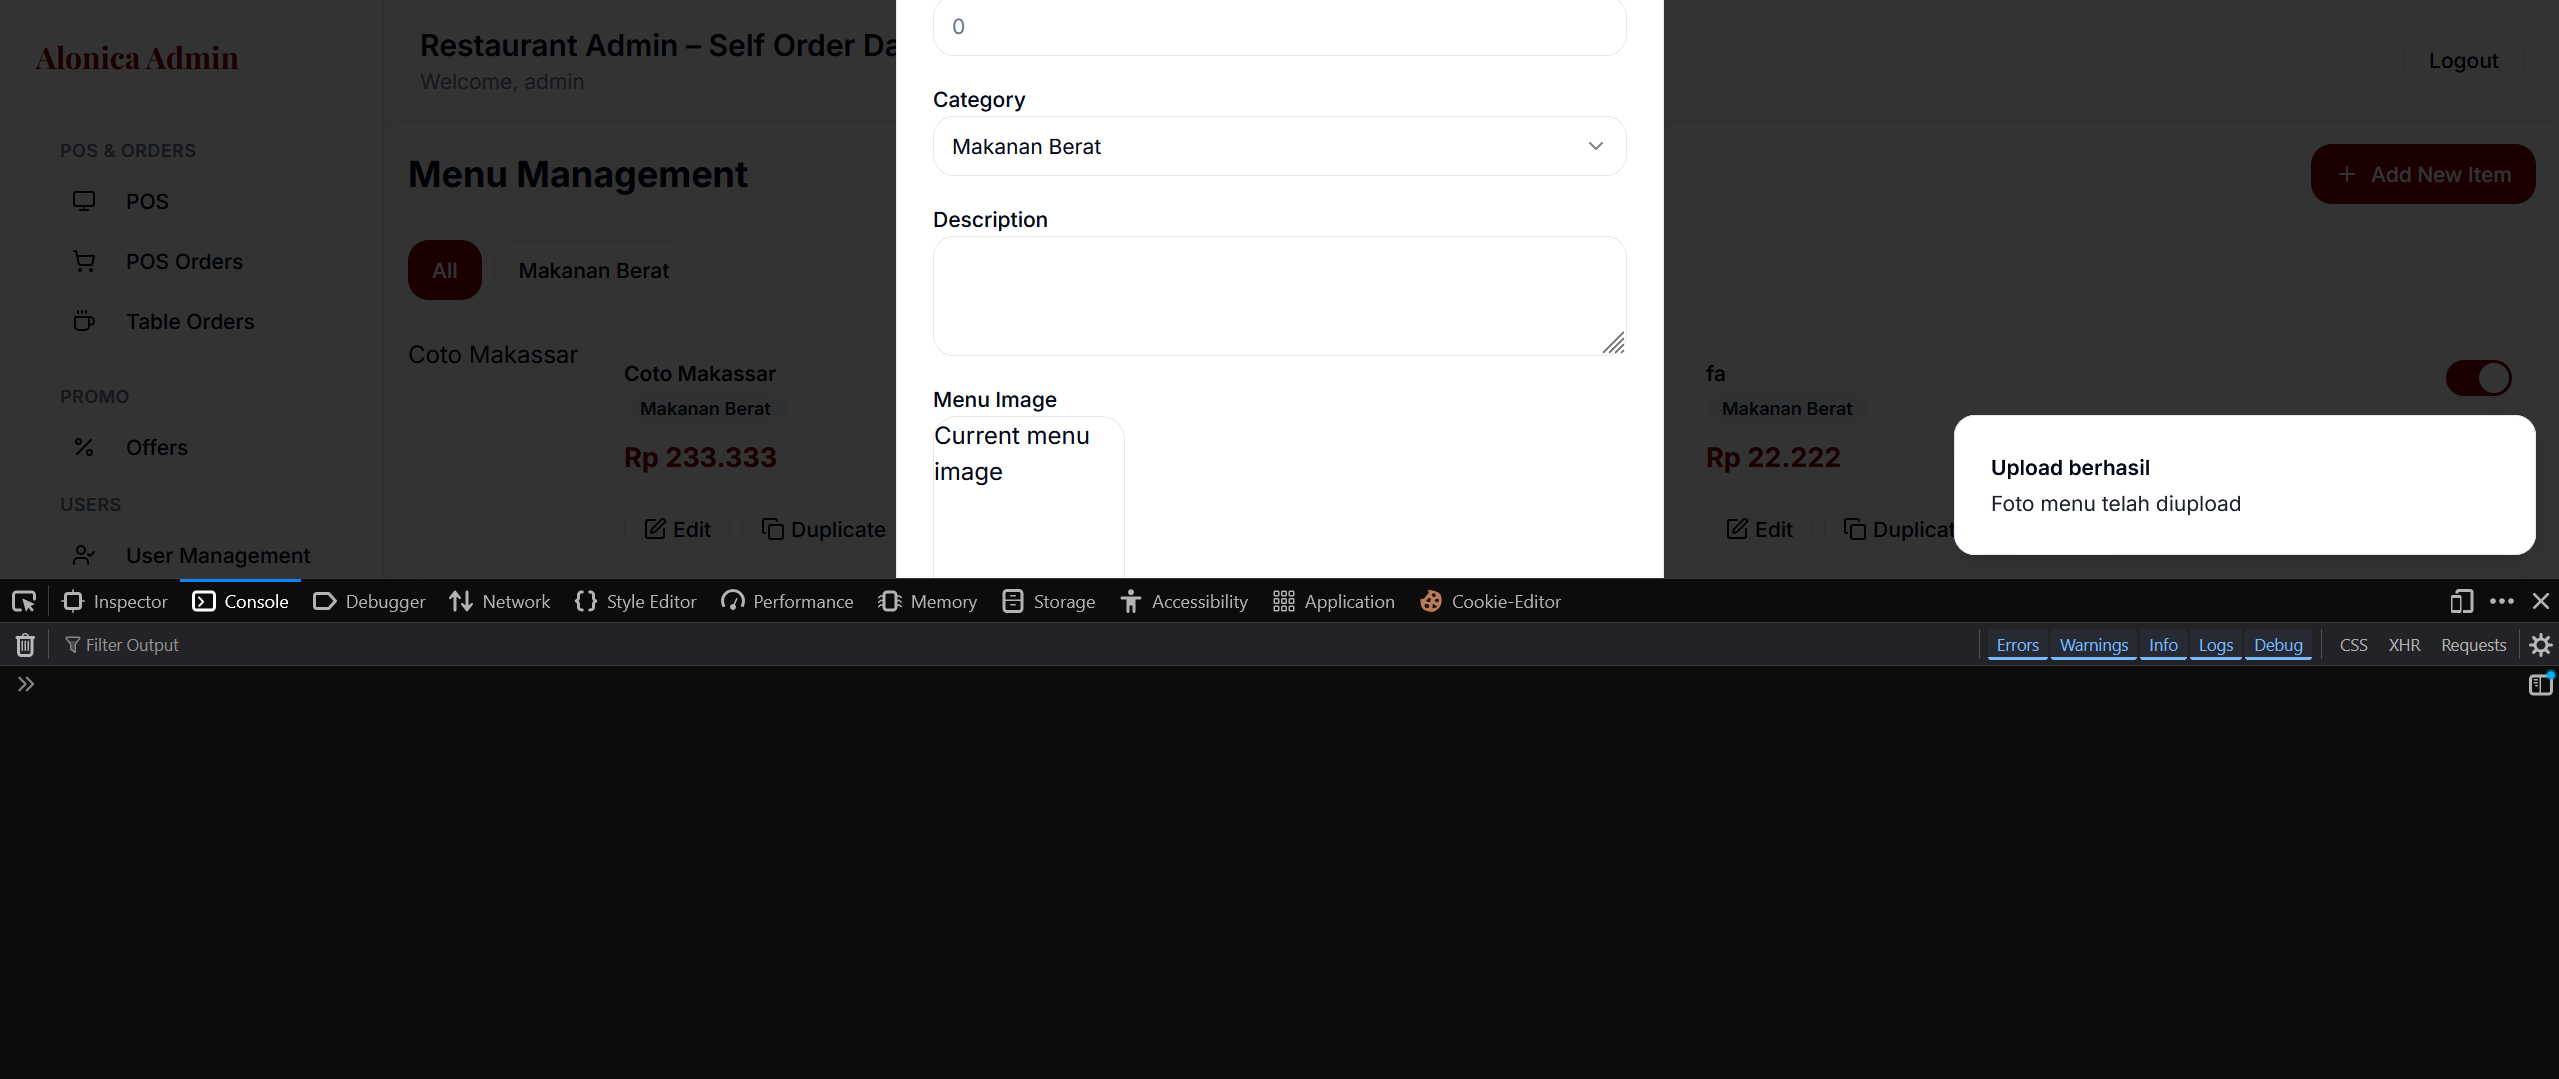 Alonica Admin
POS & ORDERS
POS
POS Orders
Table Orders
PROMO
Offers
USERS
User Management
Restaurant Admin – Self Order Da
Welcome, admin
Logout
Menu Management
Add New Item
All
Makanan Berat
Coto Makassar
Coto Makassar
Makanan Berat
Rp 233.333
Edit
Duplicate
0
Category
Makanan Berat
Description
Menu Image
Current menu
image
fa
Makanan Berat
Rp 22.222
Edit
Duplicat
Upload berhasil
Foto menu telah diupload
Inspector
Console
Debugger
Network
Style Editor
Performance
Memory
Storage
Accessibility
Application
Cookie-Editor
Filter Output
Errors
Warnings
Info
Logs
Debug
CSS
XHR
Requests